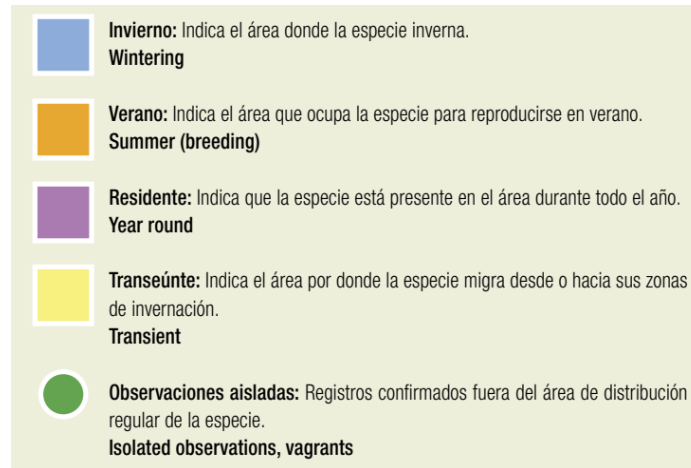 Invierno: Indica el área donde la especie inverna.
Wintering
Verano: Indica el área que ocupa la especie para reproducirse en verano.
Summer (breeding)
Residente: Indica que la especie está presente en el área durante todo el año.
Year round
Transeúnte: Indica el área por donde la especie migra desde o hacia sus zonas
de invernación.
Transient
Observaciones aisladas: Registros confirmados fuera del área de distribución
regular de la especie.
Isolated observations, vagrants